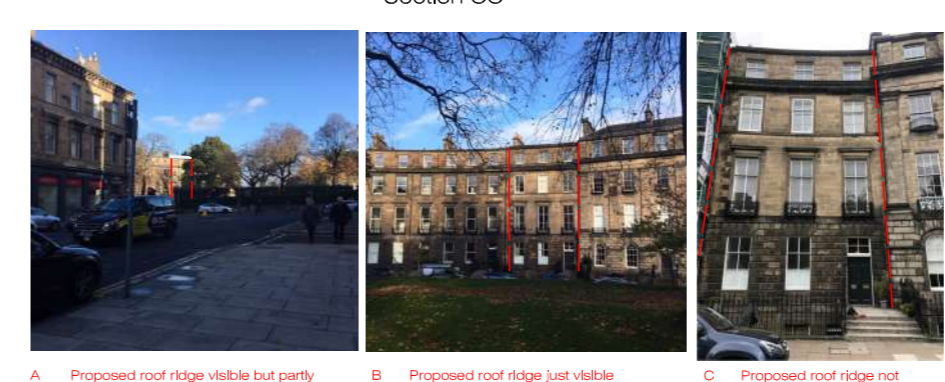 A Proposed roof ridge visible but partly
B Proposed roof ridge just visible
C Proposed roof ridge not